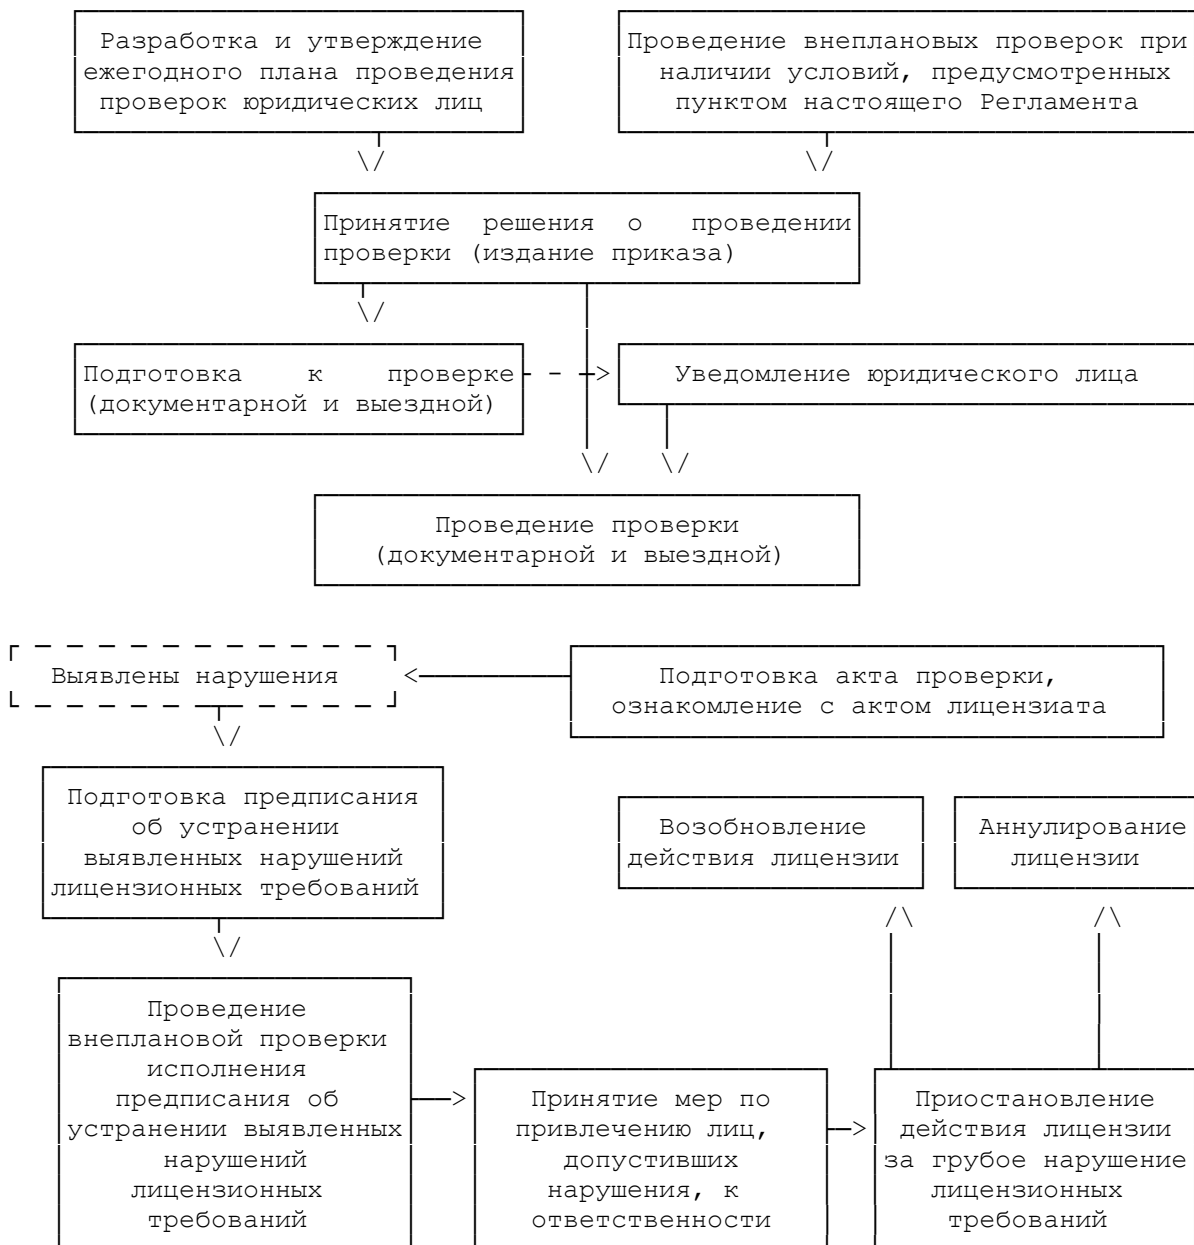 Разработка и утверждение
ежегодного плана проведения
проверок юридических лиц
Проведение внеплановых проверок при
наличии условий, предусмотренных
пунктом настоящего Регламента
Принятие решения о проведении
проверки (издание приказа)
Подготовка к проверке
(документарной и выездной)
Уведомление юридического лица
Проведение проверки
(документарной и выездной)
Выявлены нарушения
Подготовка акта проверки,
ознакомление с актом лицензиата
Подготовка предписания
об устранении
выявленных нарушений
лицензионных требований
Возобновление
действия лицензии
Аннулирование
лицензии
Проведение
внеплановой проверки
исполнения
предписания об
устранении выявленных
нарушений
лицензионных
требований
Принятие мер по
привлечению лиц,
допустивших
нарушения, к
ответственности
Приостановление
действия лицензии
за грубое нарушение
лицензионных
требований